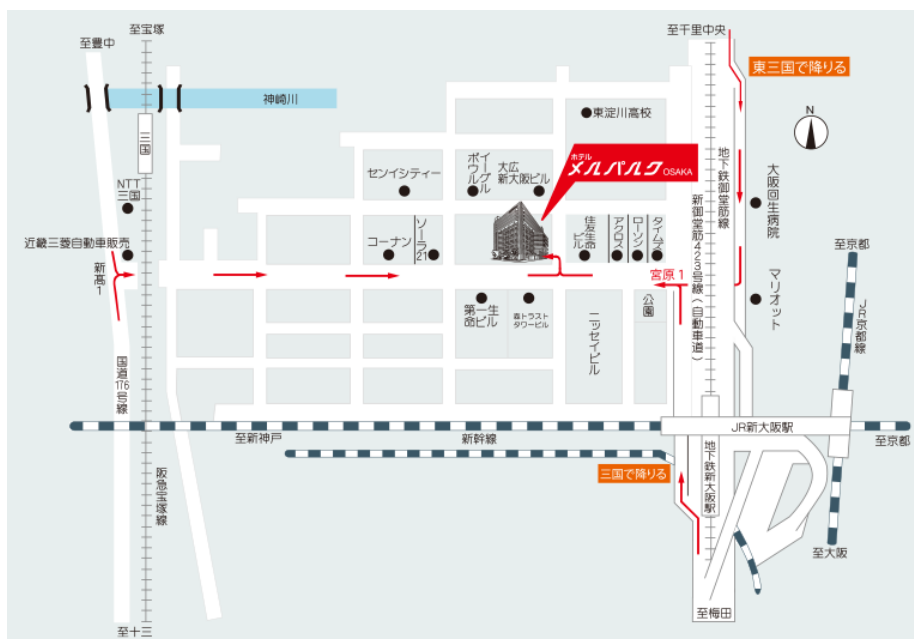 至宝塚
至豊中
至千里中央
東三国で降りる
神崎川
東淀川高校
N
三国
ホテル
メルパルク OSAKA
地下鉄御堂筋線
センイシティー
イーグル
ボウル
大広
新大阪ビル
大阪回生病院
NTT
三国
新御堂筋423号線(自動車道)
近畿三菱自動車販売
コーナン
ソーラ
21
住友生命
ビル
アクロス
ローソン
タイムズ
至京都
新高1
宮原1
マリオット
JR京都線
第一生
命ビル
森トラスト
タワービル
ニッセイビル
公園
国道176号線
至新神戸
新幹線
JR新大阪駅
至京都
阪急宝塚線
三国で降りる
地下鉄新大阪駅
至大阪
至十三
至梅田